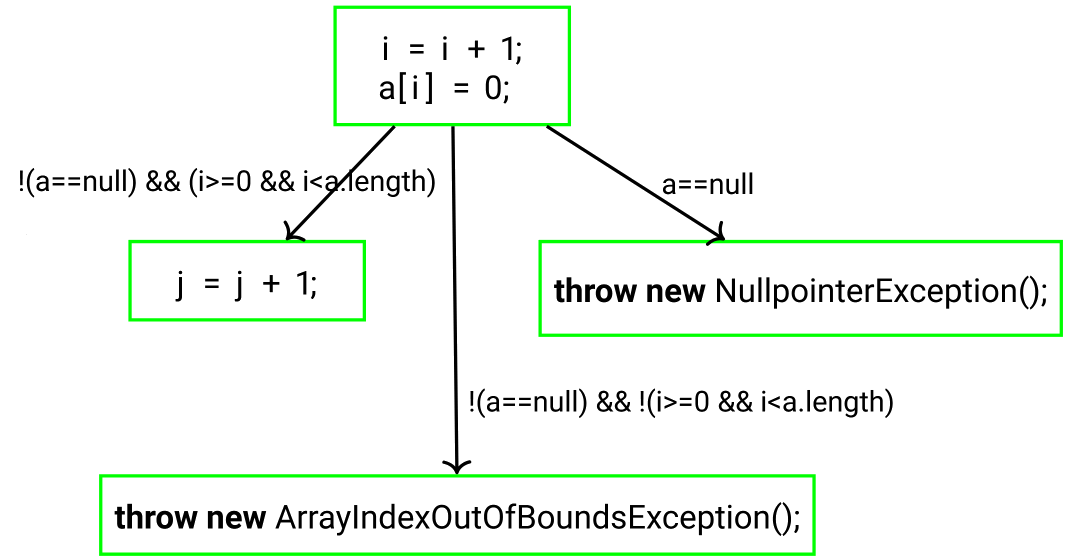 i = i + 1;
a[i] = 0;
!(a==null) && (i>=0 && i<a.length)
a==null
j = j + 1;
throw new NullpointerException();
!(a==null) && !(i>=0 && i<a.length)
throw new ArrayIndexOutOfBoundsException();